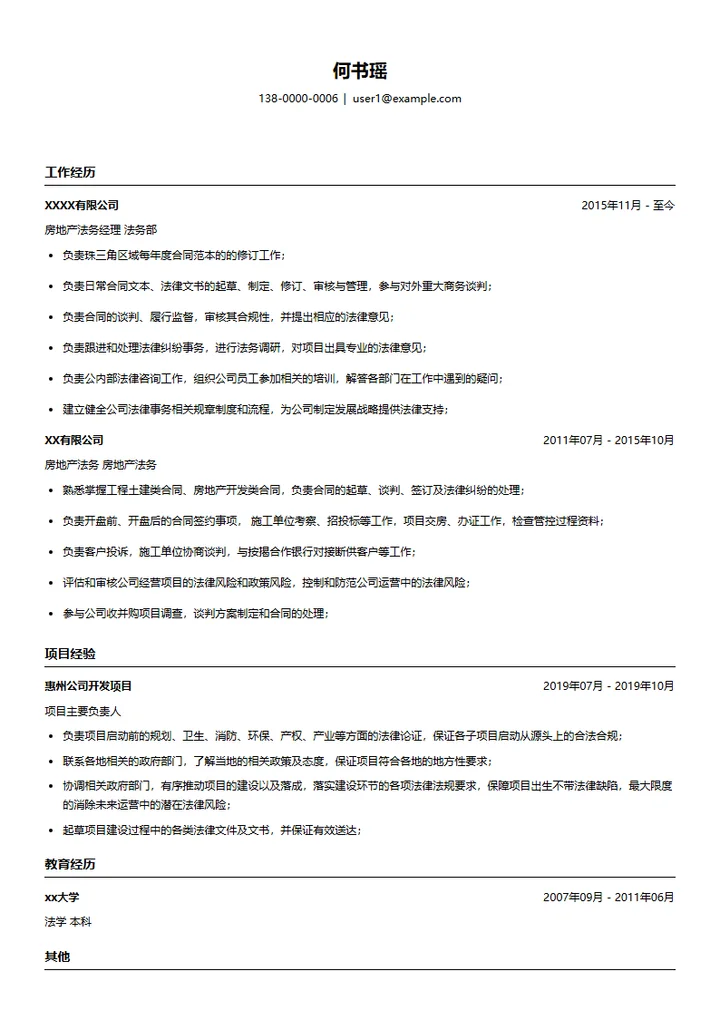 何书瑶
138-0000-0006 | user1@example.com
工作经历
XXXX有限公司 2015年11月 - 至今
房地产法务经理 法务部
• 负责珠三角区域每年度合同范本的的修订工作；
• 负责日常合同文本、法律文书的起草、制定、修订、审核与管理，参与对外重大商务谈判；
• 负责合同的谈判、履行监督，审核其合规性，并提出相应的法律意见；
• 负责跟进和处理法律纠纷事务，进行法务调研，对项目出具专业的法律意见；
• 负责公内部法律咨询工作，组织公司员工参加相关的培训，解答各部门在工作中遇到的疑问；
• 建立健全公司法律事务相关规章制度和流程，为公司制定发展战略提供法律支持；
XX有限公司 2011年07月 - 2015年10月
房地产法务 房地产法务
• 熟悉掌握工程土建类合同、房地产开发类合同，负责合同的起草、谈判、签订及法律纠纷的处理；
• 负责开盘前、开盘后的合同签约事项， 施工单位考察、招投标等工作，项目交房、办证工作，检查管控过程资料；
• 负责客户投诉，施工单位协商谈判，与按揭合作银行对接断供客户等工作；
• 评估和审核公司经营项目的法律风险和政策风险，控制和防范公司运营中的法律风险；
• 参与公司收并购项目调查，谈判方案制定和合同的处理；
项目经验
惠州公司开发项目 2019年07月 - 2019年10月
项目主要负责人
• 负责项目启动前的规划、卫生、消防、环保、产权、产业等方面的法律论证，保证各子项目启动从源头上的合法合规；
• 联系各地相关的政府部门，了解当地的相关政策及态度，保证项目符合各地的地方性要求；
• 协调相关政府部门，有序推动项目的建设以及落成，落实建设环节的各项法律法规要求，保障项目出生不带法律缺陷，最大限度
的消除未来运营中的潜在法律风险；
• 起草项目建设过程中的各类法律文件及文书，并保证有效送达；
教育经历
xx大学 2007年09月 - 2011年06月
法学 本科
其他